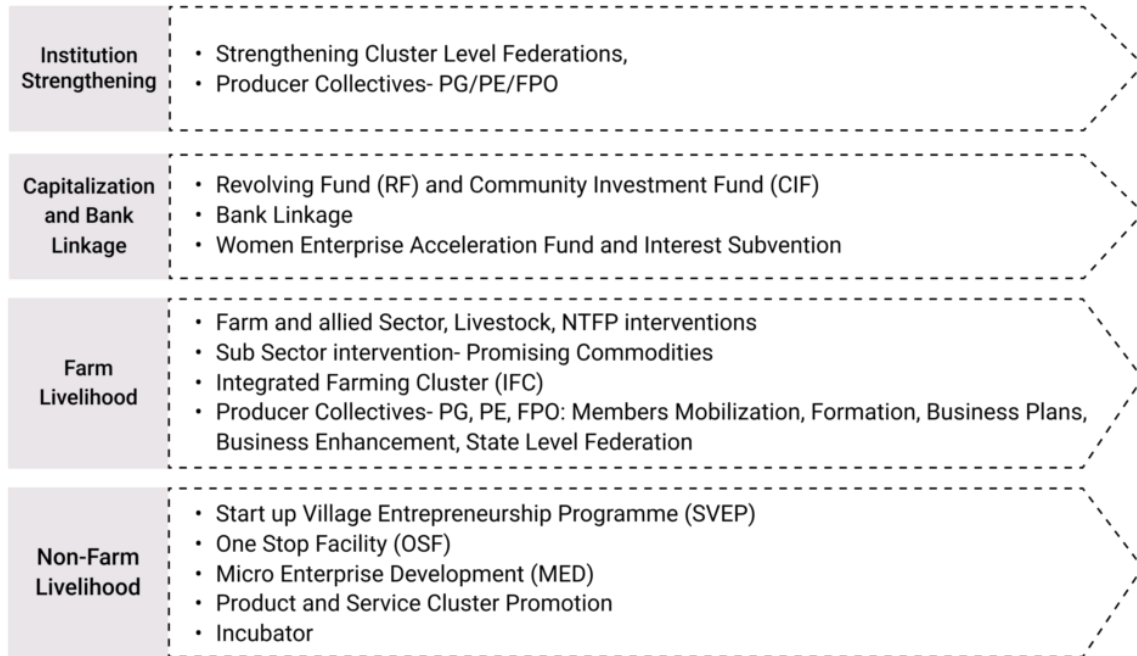 Institution
Strengthening
• Strengthening Cluster Level Federations,
• Producer Collectives- PG/PE/FPO
Capitalization
and Bank
Linkage
• Revolving Fund (RF) and Community Investment Fund (CIF)
• Bank Linkage
• Women Enterprise Acceleration Fund and Interest Subvention
Farm
Livelihood
• Farm and allied Sector, Livestock, NTFP interventions
• Sub Sector intervention- Promising Commodities
• Integrated Farming Cluster (IFC)
• Producer Collectives- PG, PE, FPO: Members Mobilization, Formation, Business Plans,
Business Enhancement, State Level Federation
Non-Farm
Livelihood
• Start up Village Entrepreneurship Programme (SVEP)
• One Stop Facility (OSF)
• Micro Enterprise Development (MED)
• Product and Service Cluster Promotion
• Incubator